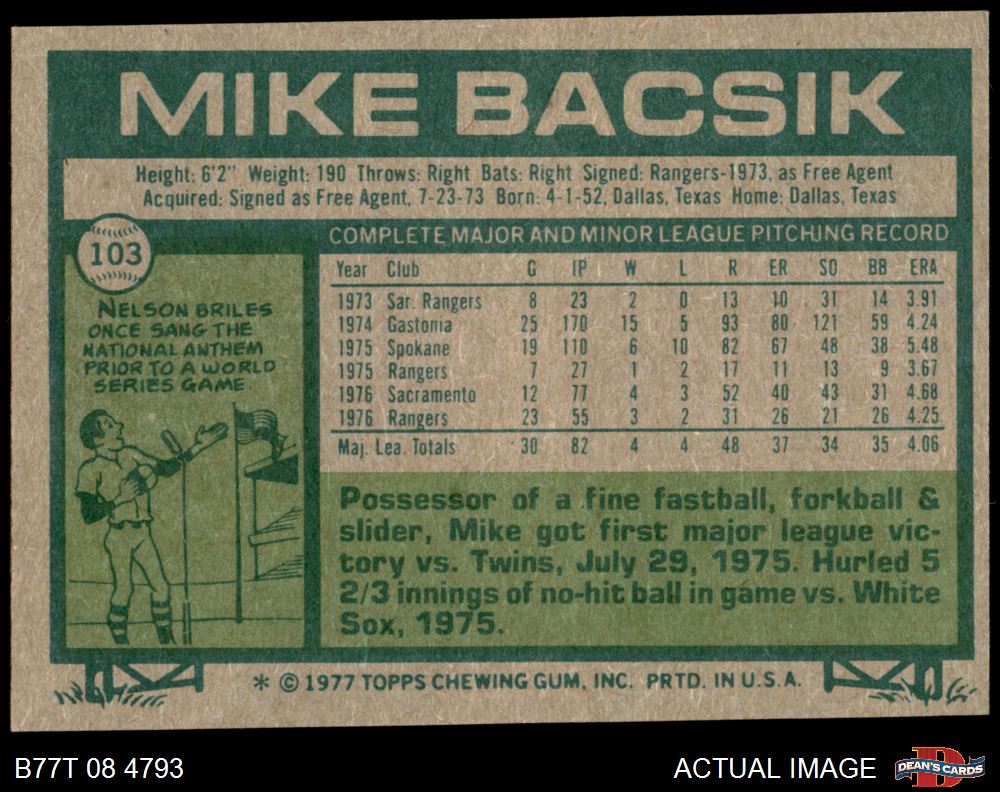 MIKE BACSIK
Height: 6'2" Weight: 190 Throws: Right Bats: Right Signed: Rangers-1973, as Free Agent
Acquired: Signed as Free Agent, 7-23-73 Born: 4-1-52, Dallas, Texas Home: Dallas, Texas
103
NELSON BRILES
ONCE SANG THE
NATIONAL ANTHEM
PRIOR TO A WORLD
SERIES GAME.
COMPLETE MAJOR AND MINOR LEAGUE PITCHING RECORD
Year Club G IP W L R ER SO BB ERA
1973 Sar. Rangers 8 23 2 0 13 10 31 14 3.91
1974 Gastonia 25 170 15 5 93 80 121 59 4.24
1975 Spokane 19 110 6 10 82 67 48 38 5.48
1975 Rangers 7 27 1 2 17 11 13 9 3.67
1976 Sacramento 12 77 4 3 52 40 43 31 4.68
1976 Rangers 23 55 3 2 31 26 21 26 4.25
Maj. Lea. Totals 30 82 4 4 48 37 34 35 4.06
Possessor of a fine fastball, forkball &
slider, Mike got first major league vic-
tory vs. Twins, July 29, 1975. Hurled 5
2/3 innings of no-hit ball in game vs. White
Sox, 1975.
* © 1977 TOPPS CHEWING GUM, INC. PRTD. IN U.S.A.
B77T 08 4793
ACTUAL IMAGE
D
DEAN'S CARDS